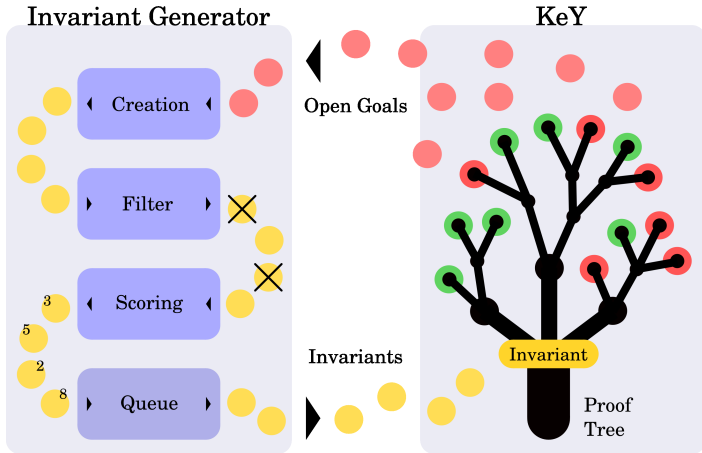 Invariant Generator
KeY
Creation
Open Goals
Filter
Scoring
3
5
2
8
Queue
Invariants
Invariant
Proof
Tree